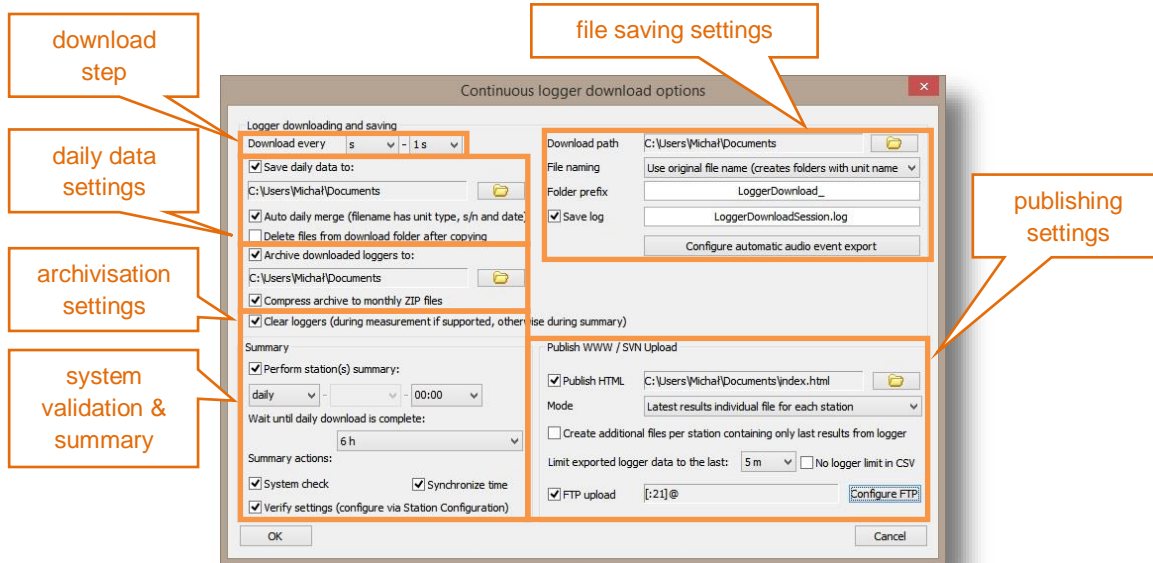 download
step
file saving settings
Continuous logger download options
Logger downloading and saving
Download every s - 1 s
daily data
settings
Save daily data to:
C:\Users\Michał\Documents
Auto daily merge (filename has unit type, s/n and date)
Delete files from download folder after copying
Download path C:\Users\Michał\Documents
File naming Use original file name (creates folders with unit name
Folder prefix LoggerDownload_
Save log LoggerDownloadSession.log
Configure automatic audio event export
publishing
settings
archivisation
settings
Archive downloaded loggers to:
C:\Users\Michał\Documents
Compress archive to monthly ZIP files
Clear loggers (during measurement if supported, otherwise during summary)
system
validation &
summary
Summary
Perform station(s) summary:
daily - - 00:00
Wait until daily download is complete:
6 h
Summary actions:
System check Synchronize time
Verify settings (configure via Station Configuration)
Publish WWW / SVN Upload
Publish HTML C:\Users\Michał\Documents\index.html
Mode Latest results individual file for each station
Create additional files per station containing only last results from logger
Limit exported logger data to the last: 5 m No logger limit in CSV
FTP upload [:21]@ Configure FTP
OK Cancel